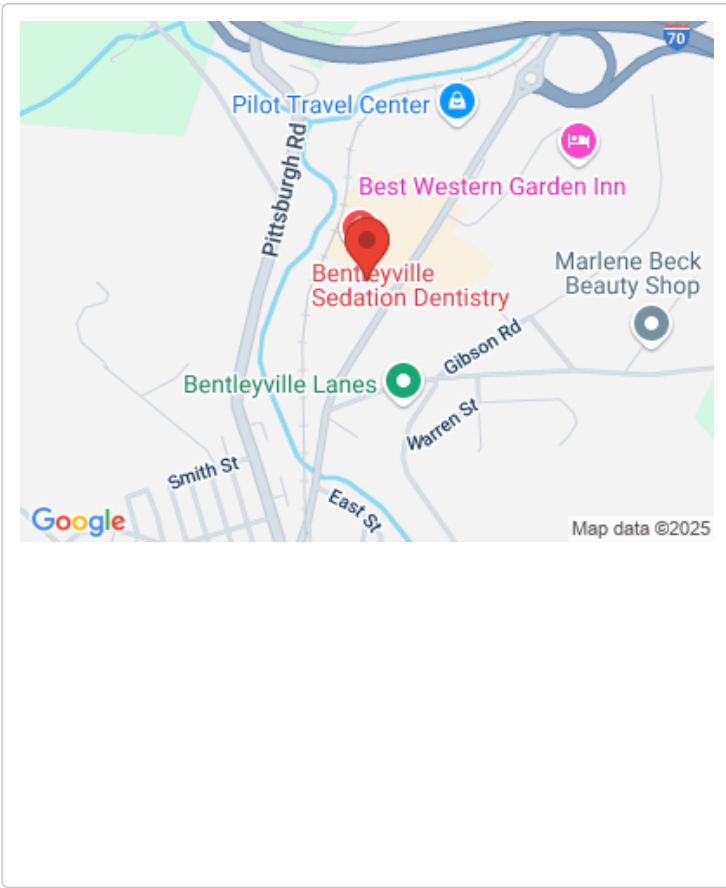 70
Pilot Travel Center
Pittsburgh Rd
Best Western Garden Inn
Bentleyville
Sedation Dentistry
Marlene Beck
Beauty Shop
Gibson Rd
Bentleyville Lanes
Warren St
Smith St
East St
Google
Map data ©2025